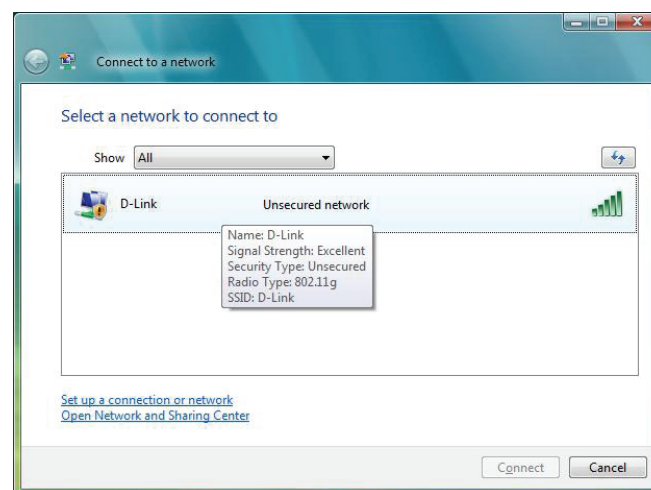 Connect to a network
Select a network to connect to
Show All
D-Link Unsecured network
Name: D-Link
Signal Strength: Excellent
Security Type: Unsecured
Radio Type: 802.11g
SSID: D-Link
Set up a connection or network
Open Network and Sharing Center
Connect Cancel